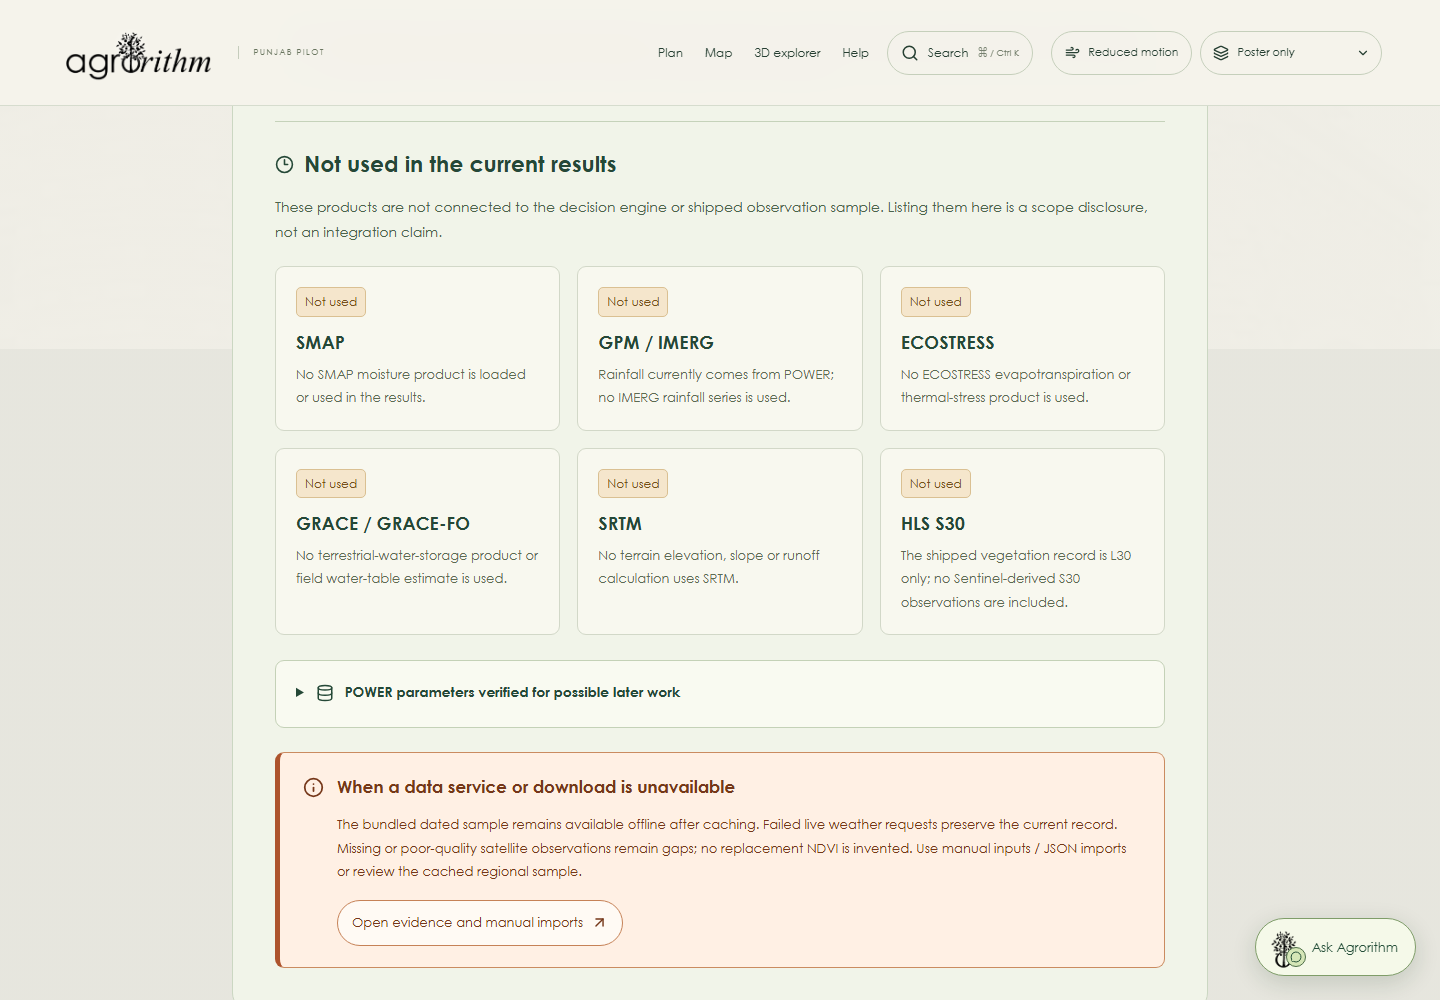 agrorithm
PUNJAB PILOT
Plan
Map
3D explorer
Help
Search ⌘ / Ctrl K
Reduced motion
Poster only
Not used in the current results
These products are not connected to the decision engine or shipped observation sample. Listing them here is a scope disclosure,
not an integration claim.
Not used
SMAP
No SMAP moisture product is loaded
or used in the results.
Not used
GPM / IMERG
Rainfall currently comes from POWER;
no IMERG rainfall series is used.
Not used
ECOSTRESS
No ECOSTRESS evapotranspiration or
thermal-stress product is used.
Not used
GRACE / GRACE-FO
No terrestrial-water-storage product or
field water-table estimate is used.
Not used
SRTM
No terrain elevation, slope or runoff
calculation uses SRTM.
Not used
HLS S30
The shipped vegetation record is L30
only; no Sentinel-derived S30
observations are included.
POWER parameters verified for possible later work
When a data service or download is unavailable
The bundled dated sample remains available offline after caching. Failed live weather requests preserve the current record.
Missing or poor-quality satellite observations remain gaps; no replacement NDVI is invented. Use manual inputs / JSON imports
or review the cached regional sample.
Open evidence and manual imports
Ask Agrorithm